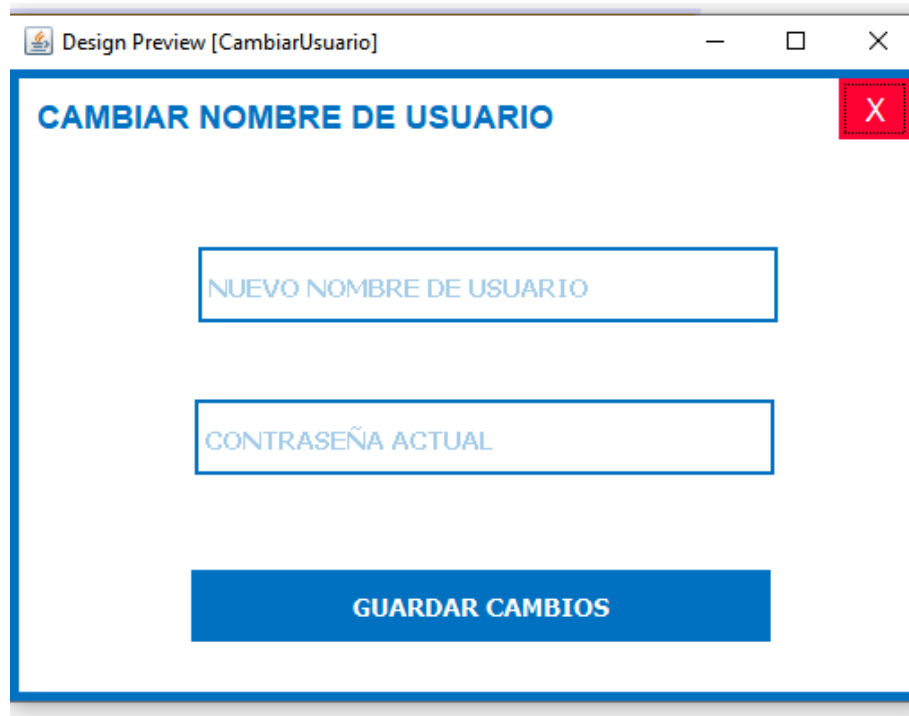 Design Preview [CambiarUsuario]
CAMBIAR NOMBRE DE USUARIO
X
NUEVO NOMBRE DE USUARIO
CONTRASEÑA ACTUAL
GUARDAR CAMBIOS